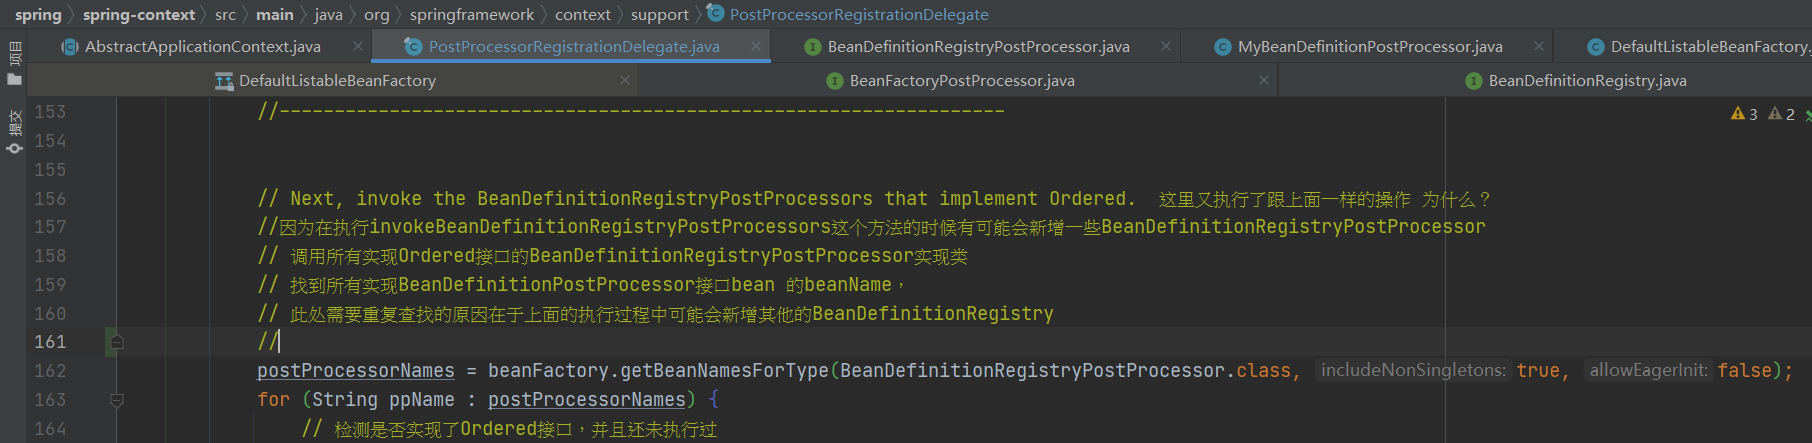 spring 〉 spring-context 〉 src 〉 main 〉 java 〉 org 〉 springframework 〉 context 〉 support 〉 PostProcessorRegistrationDelegate
AbstractApplicationContext.java × PostProcessorRegistrationDelegate.java × BeanDefinitionRegistryPostProcessor.java × MyBeanDefinitionPostProcessor.java × DefaultListableBeanFactory.
DefaultListableBeanFactory × BeanFactoryPostProcessor.java × BeanDefinitionRegistry.java
项目
提交
153 //------------------------------------------------------------------
3 2
154
155
156 // Next, invoke the BeanDefinitionRegistryPostProcessors that implement Ordered.  这里又执行了跟上面一样的操作 为什么?
157 //因为在执行invokeBeanDefinitionRegistryPostProcessors这个方法的时候有可能会新增一些BeanDefinitionRegistryPostProcessor
158 // 调用所有实现Ordered接口的BeanDefinitionRegistryPostProcessor实现类
159 // 找到所有实现BeanDefinitionPostProcessor接口bean 的beanName,
160 // 此处需要重复查找的原因在于上面的执行过程中可能会新增其他的BeanDefinitionRegistry
161 //
162 postProcessorNames = beanFactory.getBeanNamesForType(BeanDefinitionRegistryPostProcessor.class, includeNonSingletons: true, allowEagerInit: false);
163 for (String ppName : postProcessorNames) {
164 // 检测是否实现了Ordered接口,并且还未执行过